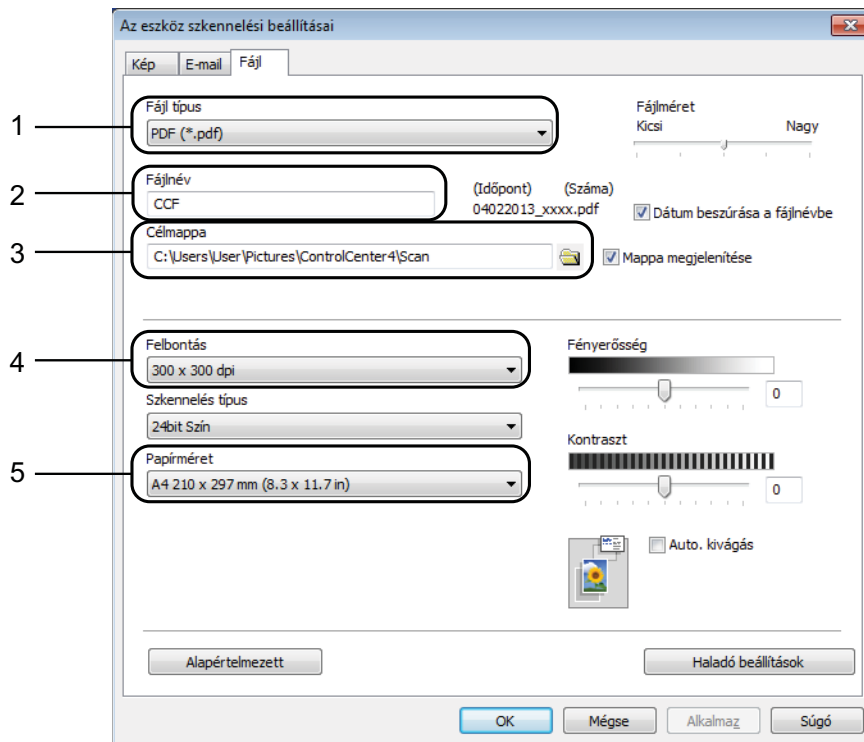 Az eszköz szkennelési beállításai
Kép E-mail Fájl
1
Fájl típus
PDF (*.pdf)
Fájlméret
Kicsi Nagy
2
Fájlnév
CCF
(Időpont) (Száma)
04022013_xxxx.pdf
Dátum beszúrása a fájlnévbe
3
Célmappa
C:\Users\User\Pictures\ControlCenter4\Scan
Mappa megjelenítése
4
Felbontás
300 x 300 dpi
Szkennelés típus
24bit Szín
5
Papírméret
A4 210 x 297 mm (8.3 x 11.7 in)
Fényerősség
0
Kontraszt
0
Auto. kivágás
Alapértelmezett
Haladó beállítások
OK Mégse Alkalmaz Súgó